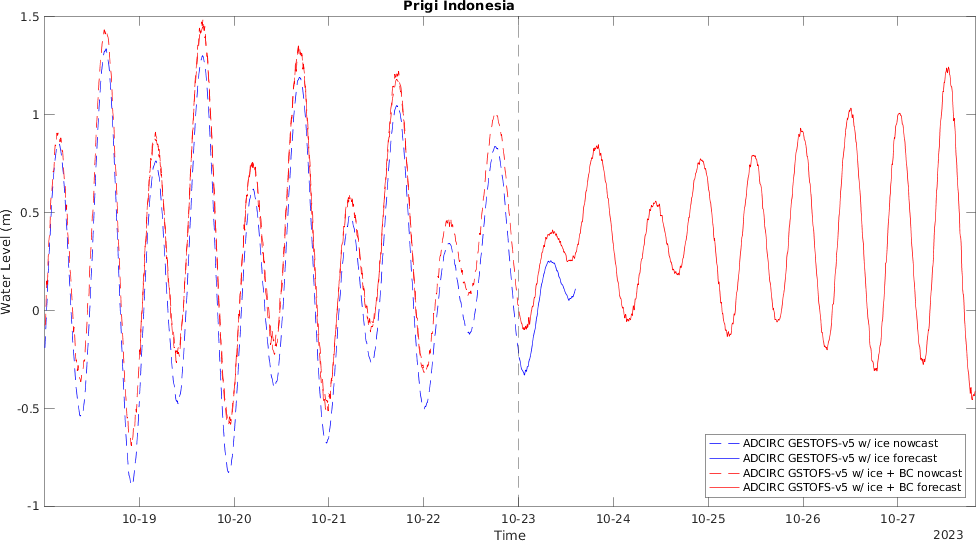 Prigi Indonesia
1.5
1
0.5
0
-0.5
-1
Water Level (m)
10-19
10-20
10-21
10-22
10-23
10-24
10-25
10-26
10-27
Time
2023
ADCIRC GESTOFS-v5 w/ ice nowcast
ADCIRC GESTOFS-v5 w/ ice forecast
ADCIRC GSTOFS-v5 w/ ice + BC nowcast
ADCIRC GSTOFS-v5 w/ ice + BC forecast